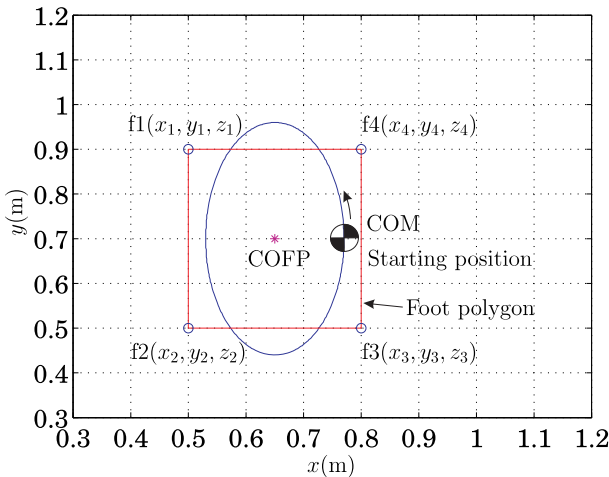 1.2
1.1
1
0.9
0.8
0.7
0.6
0.5
0.4
0.3
y(m)
f1(x₁, y₁, z₁)
f4(x₄, y₄, z₄)
COM
COFP
Starting position
Foot polygon
f2(x₂, y₂, z₂)
f3(x₃, y₃, z₃)
0.3 0.4 0.5 0.6 0.7 0.8 0.9 1 1.1 1.2
x(m)